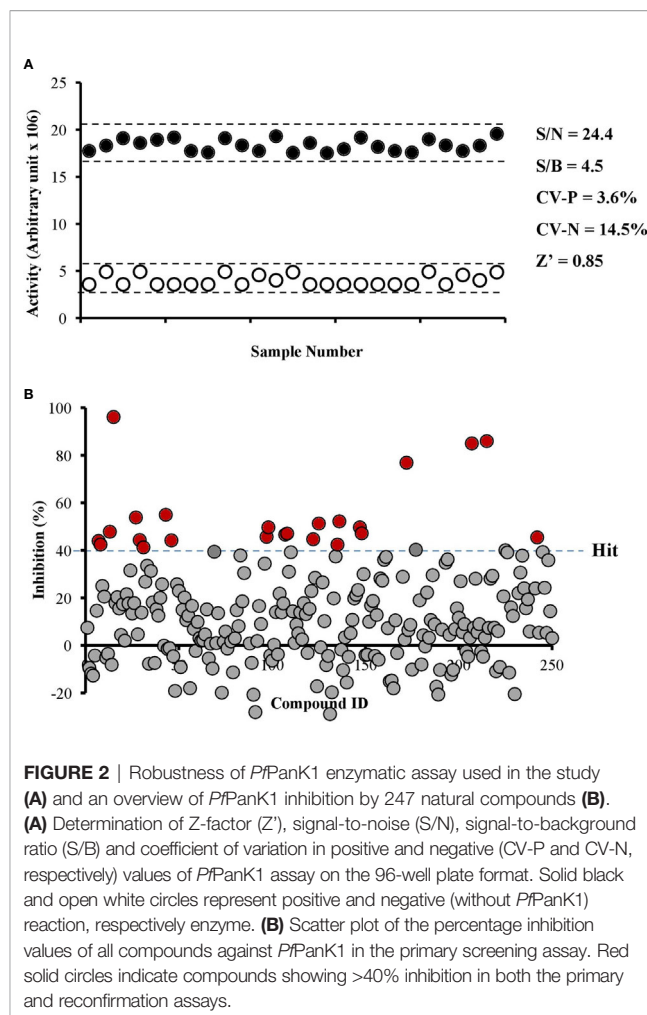 A
25
20
15
10
5
0
Activity (Arbitrary unit x 106)
Sample Number
S/N = 24.4
S/B = 4.5
CV-P = 3.6%
CV-N = 14.5%
Z' = 0.85
B
100
80
60
40
20
0
-20
Inhibition (%)
Hit
50
100
150
200
250
Compound ID
FIGURE 2 | Robustness of PfPanK1 enzymatic assay used in the study
(A) and an overview of PfPanK1 inhibition by 247 natural compounds (B).
(A) Determination of Z-factor (Z'), signal-to-noise (S/N), signal-to-background
ratio (S/B) and coefficient of variation in positive and negative (CV-P and CV-N,
respectively) values of PfPanK1 assay on the 96-well plate format. Solid black
and open white circles represent positive and negative (without PfPanK1)
reaction, respectively enzyme. (B) Scatter plot of the percentage inhibition
values of all compounds against PfPanK1 in the primary screening assay. Red
solid circles indicate compounds showing >40% inhibition in both the primary
and reconfirmation assays.